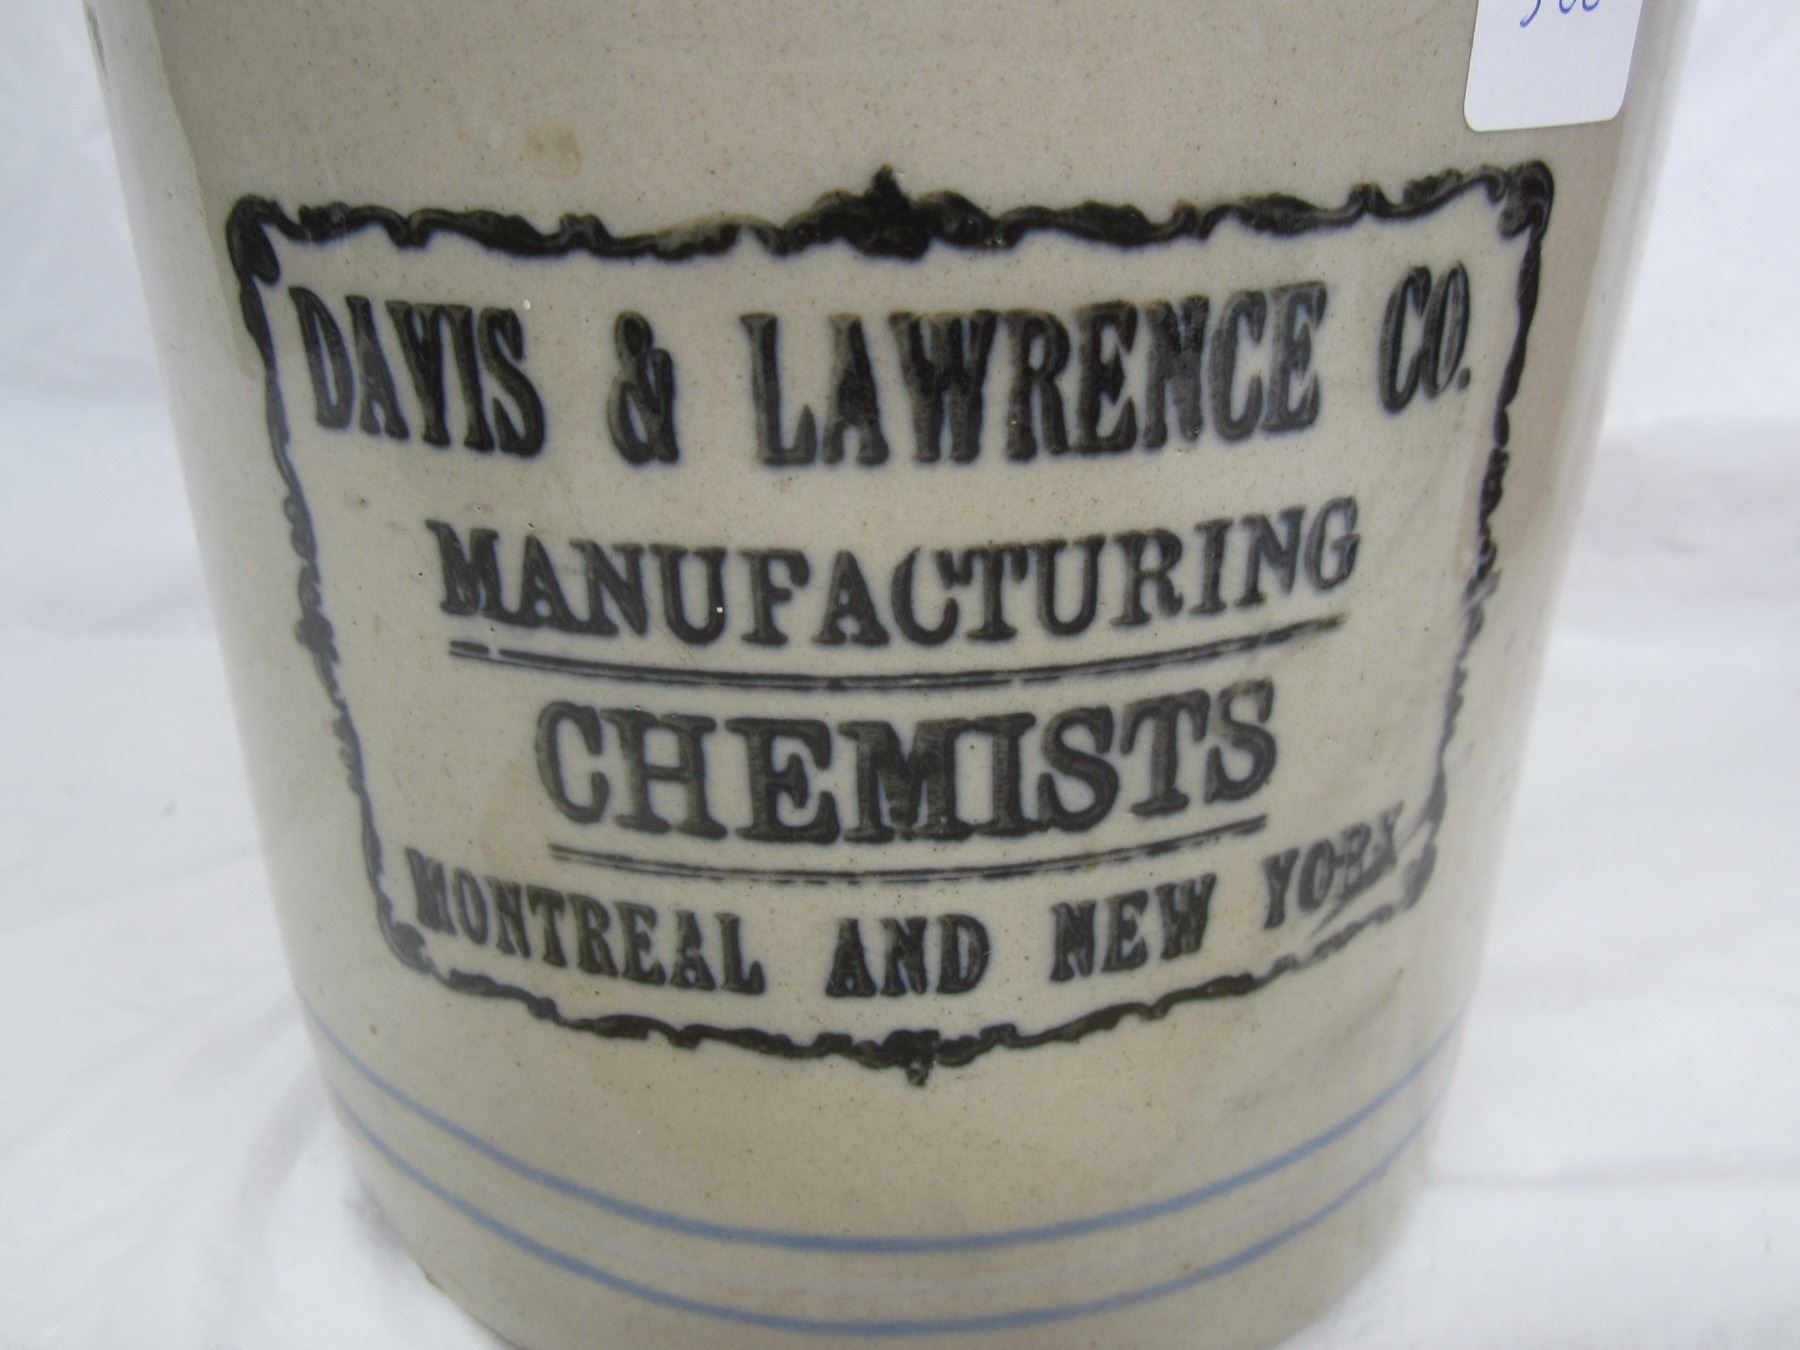 DAVIS & LAWRENCE CO.
MANUFACTURING
CHEMISTS
MONTREAL AND NEW YORK